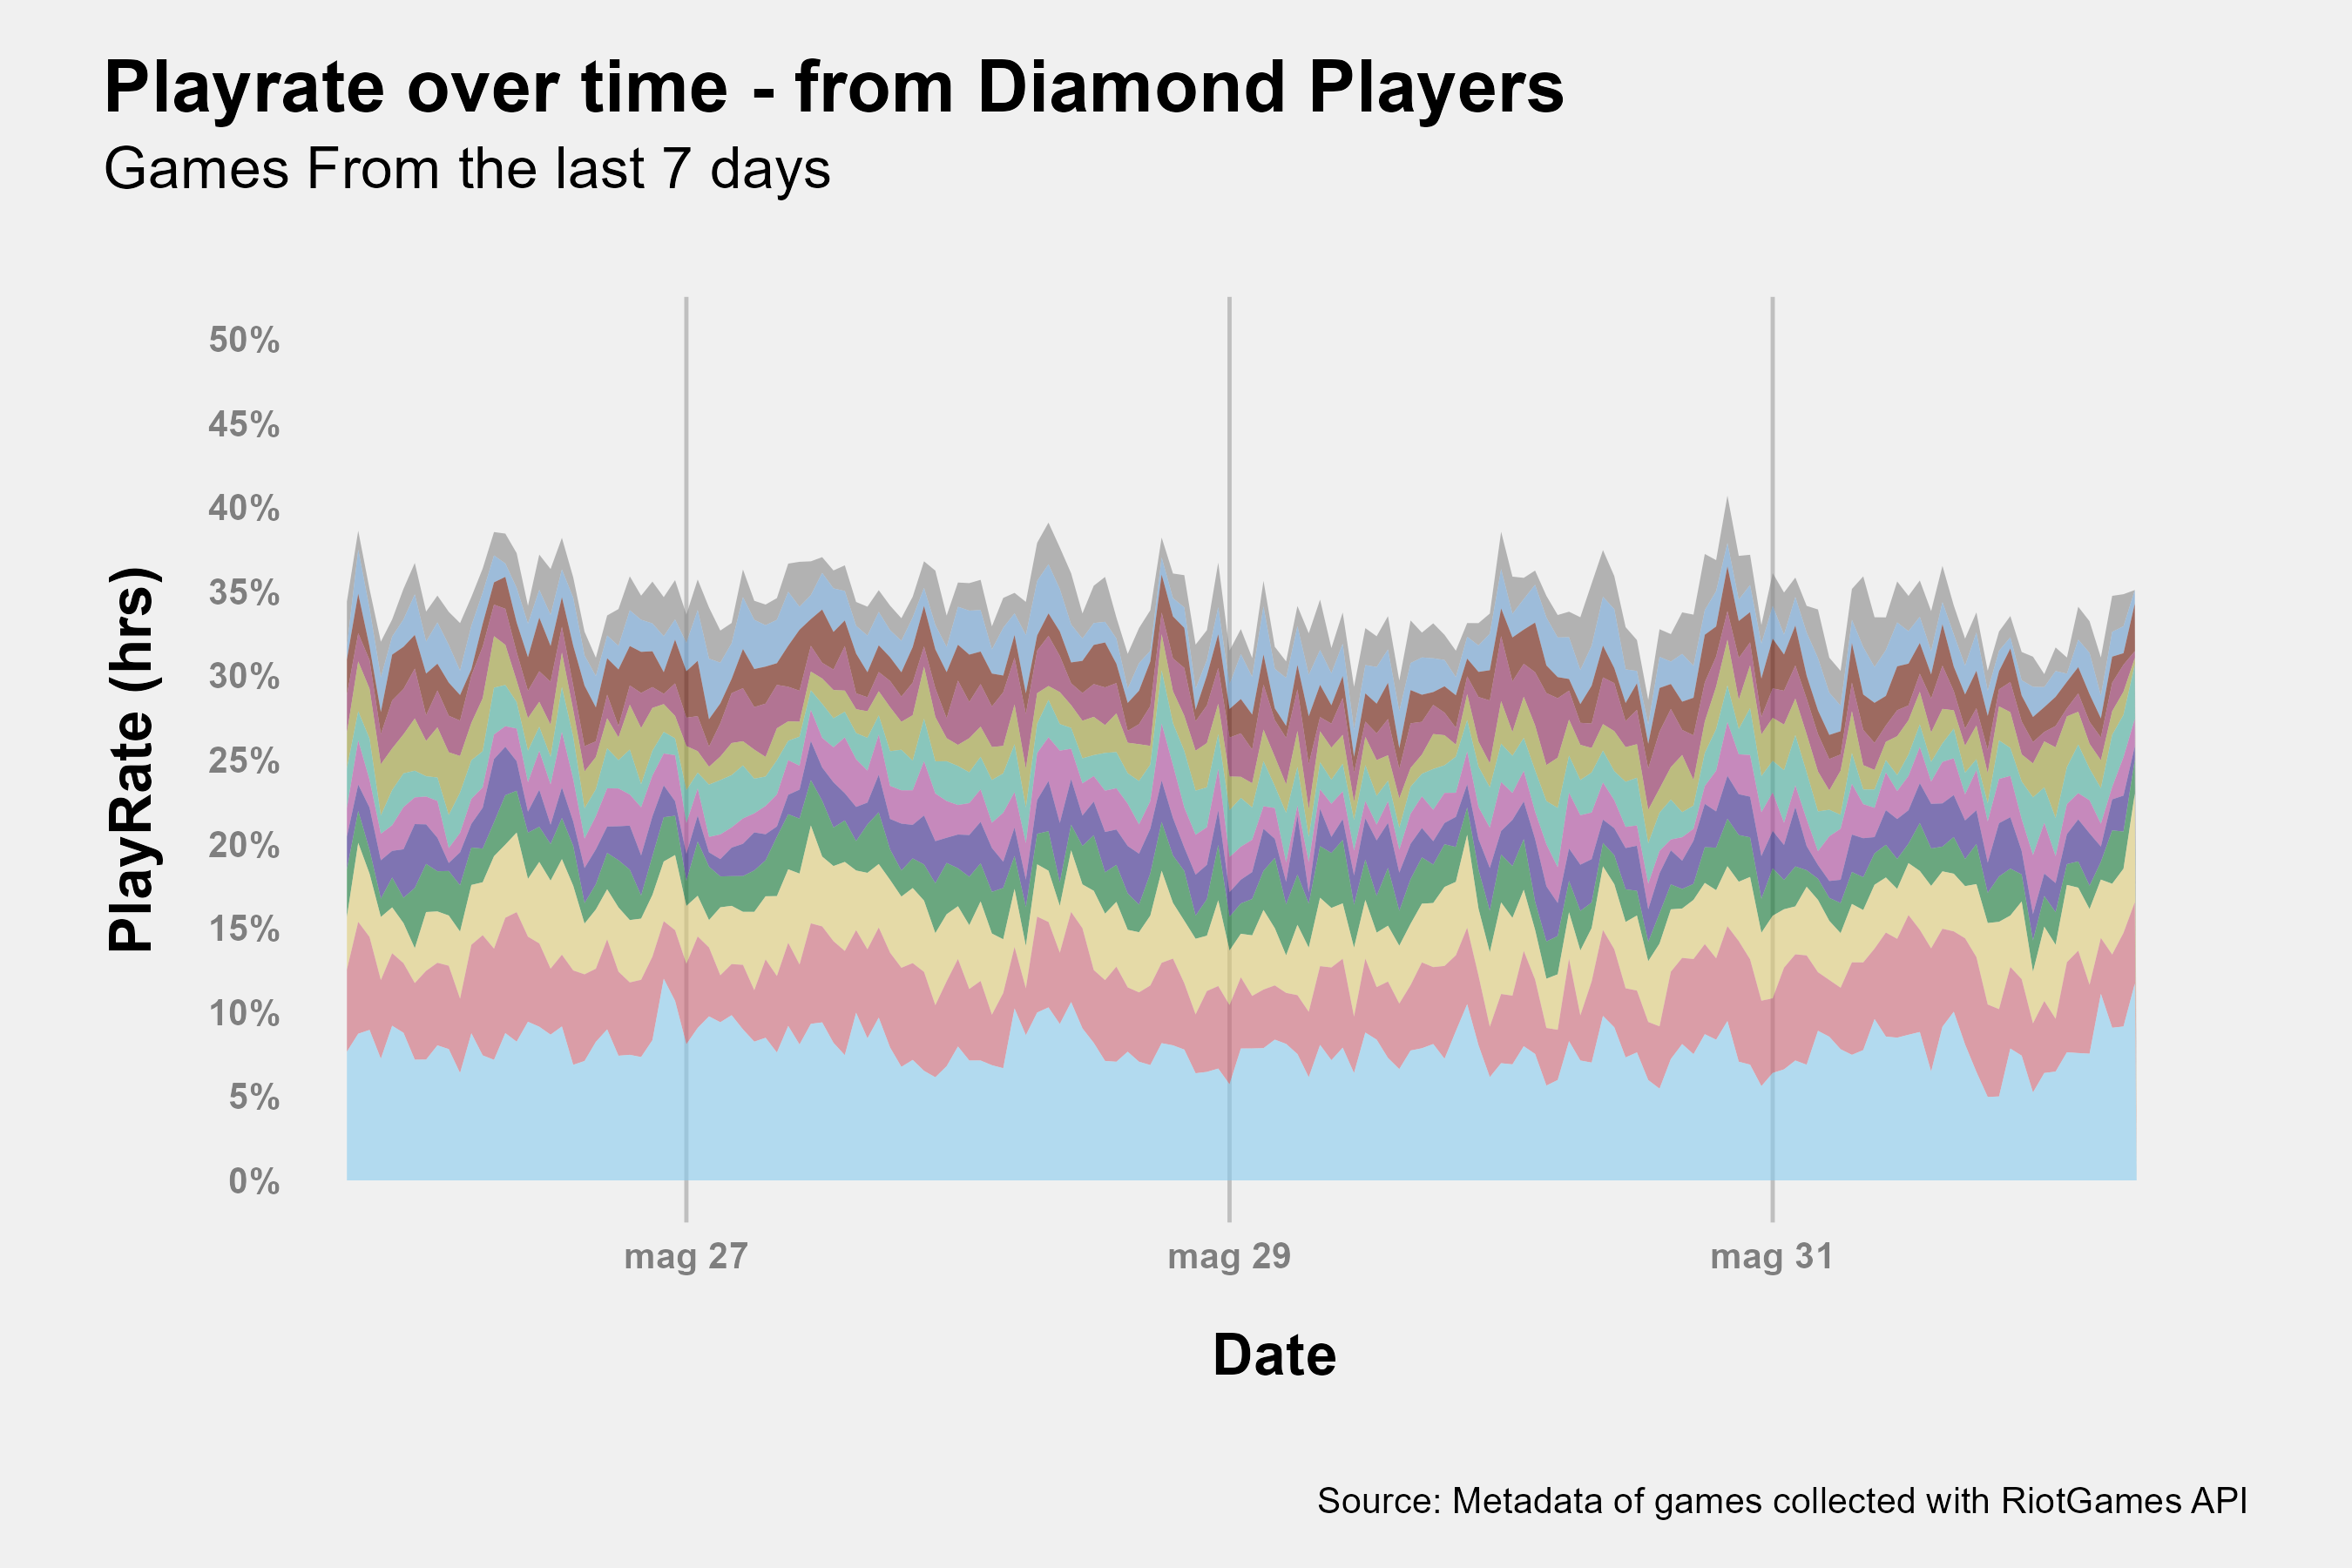 Playrate over time - from Diamond Players
Games From the last 7 days
PlayRate (hrs)
50%
45%
40%
35%
30%
25%
20%
15%
10%
5%
0%
mag 27
mag 29
mag 31
Date
Source: Metadata of games collected with RiotGames API